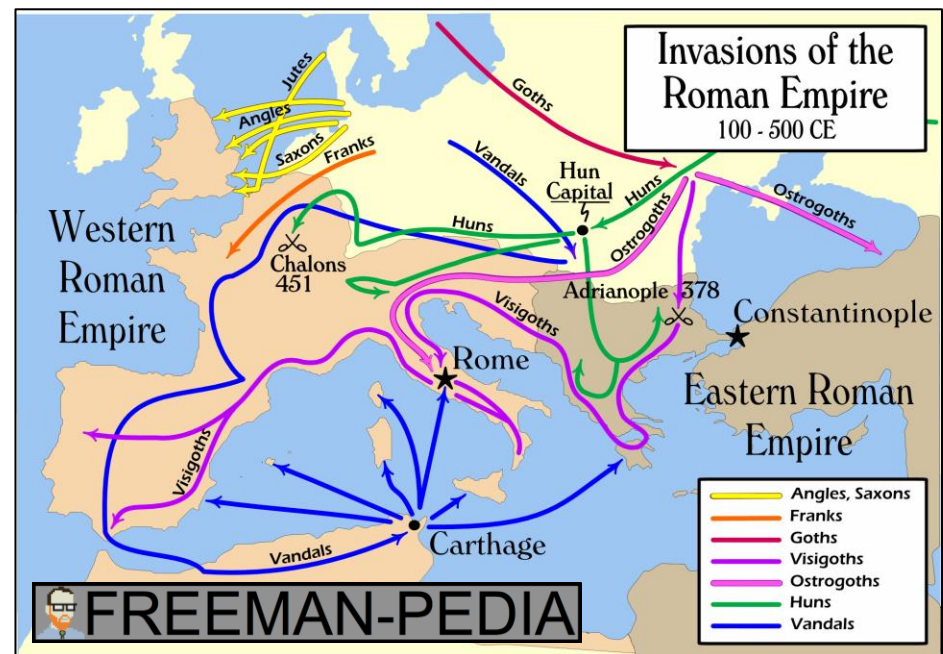 Invasions of the
Roman Empire
100 - 500 CE
Jutes
Angles
Saxons
Franks
Goths
Vandals
Hun
Capital
Huns
Ostrogoths
Huns
Ostrogoths
Western
Roman
Empire
Chalons
451
Visigoths
Adrianople 378
Constantinople
Rome
Eastern Roman
Empire
Visigoths
Vandals
Carthage
Angles, Saxons
Franks
Goths
Visigoths
Ostrogoths
Huns
Vandals
FREEMAN-PEDIA